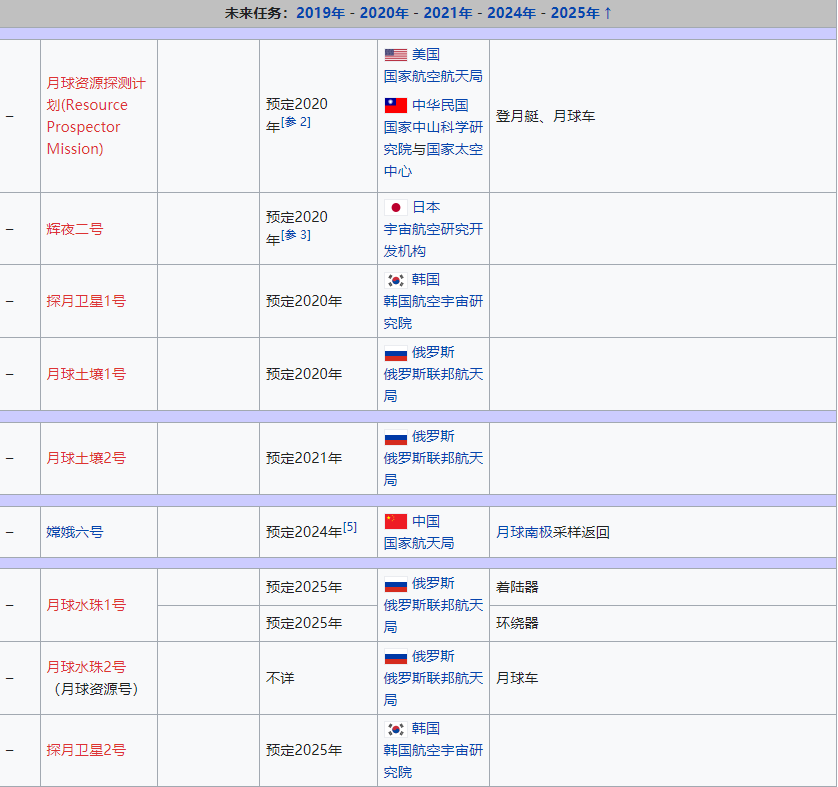 未来任务：2019年 - 2020年 - 2021年 - 2024年 - 2025年 ↑
–
月球资源探测计
划(Resource
Prospector
Mission)
预定2020
年[参 2]
美国
国家航空航天局
中华民国
国家中山科学研
究院与国家太空
中心
登月艇、月球车
–
辉夜二号
预定2020
年[参 3]
日本
宇宙航空研究开
发机构
–
探月卫星1号
预定2020年
韩国
韩国航空宇宙研
究院
–
月球土壤1号
预定2020年
俄罗斯
俄罗斯联邦航天
局
–
月球土壤2号
预定2021年
俄罗斯
俄罗斯联邦航天
局
–
嫦娥六号
预定2024年[5]
中国
国家航天局
月球南极采样返回
–
月球水珠1号
预定2025年
俄罗斯
俄罗斯联邦航天
局
着陆器
预定2025年
环绕器
–
月球水珠2号
（月球资源号）
不详
俄罗斯
俄罗斯联邦航天
局
月球车
–
探月卫星2号
预定2025年
韩国
韩国航空宇宙研
究院